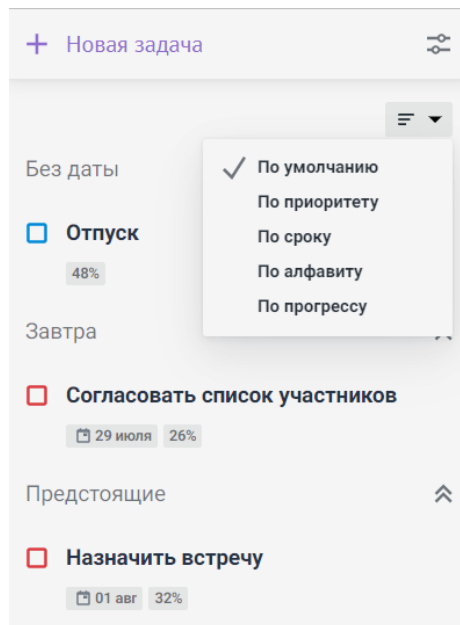 Новая задача
Без даты
По умолчанию
По приоритету
Отпуск
По сроку
48%
По алфавиту
По прогрессу
Завтра
Согласовать список участников
29 июля 26%
Предстоящие
Назначить встречу
01 авг 32%